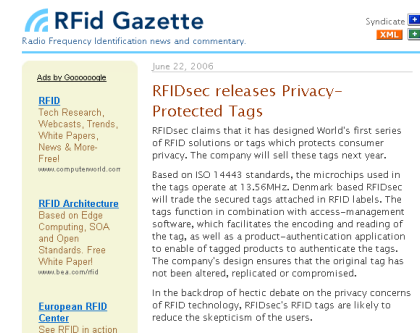 RFid Gazette
Radio Frequency Identification news and commentary.
Syndicate
XML
Ads by Goooooogle
RFID
Tech Research,
Webcasts, Trends,
White Papers,
News & More-
Free!
www.computerworld.com
RFID Architecture
Based on Edge
Computing, SOA
and Open
Standards. Free
White Paper!
www.bea.com/rfid
European RFID
Center
See RFID in action
June 22, 2006
RFIDsec releases Privacy-
Protected Tags
RFIDsec claims that it has designed World's first series
of RFID solutions or tags which protects consumer
privacy. The company will sell these tags next year.
Based on ISO 14443 standards, the microchips used in
the tags operate at 13.56MHz. Denmark based RFIDsec
will trade the secured tags attached in RFID labels. The
tags function in combination with access-management
software, which facilitates the encoding and reading of
the tag, as well as a product-authentication application
to enable of tagged products to authenticate the tags.
The company's design ensures that the original tag has
not been altered, replicated or compromised.
In the backdrop of hectic debate on the privacy concerns
of RFID technology, RFIDsec's RFID tags are likely to
reduce the skepticism of the users.